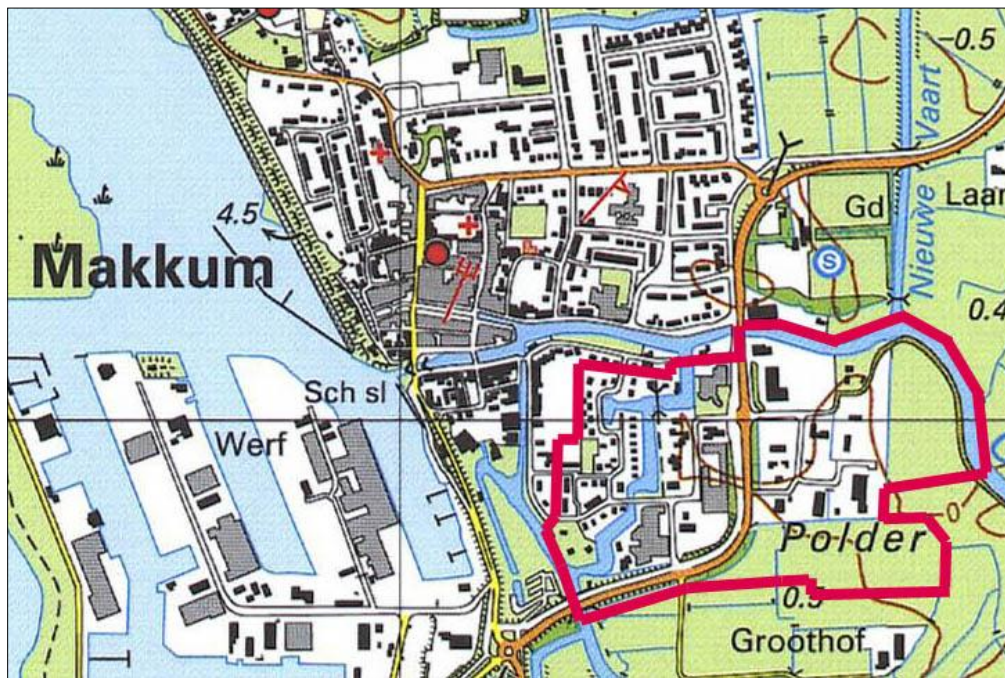 -0.5
Nieuwe Vaart
Gd
Laar
4.5
S
Makkum
0.4
Sch sl
Werf
0
Polder
0.5
Groothof